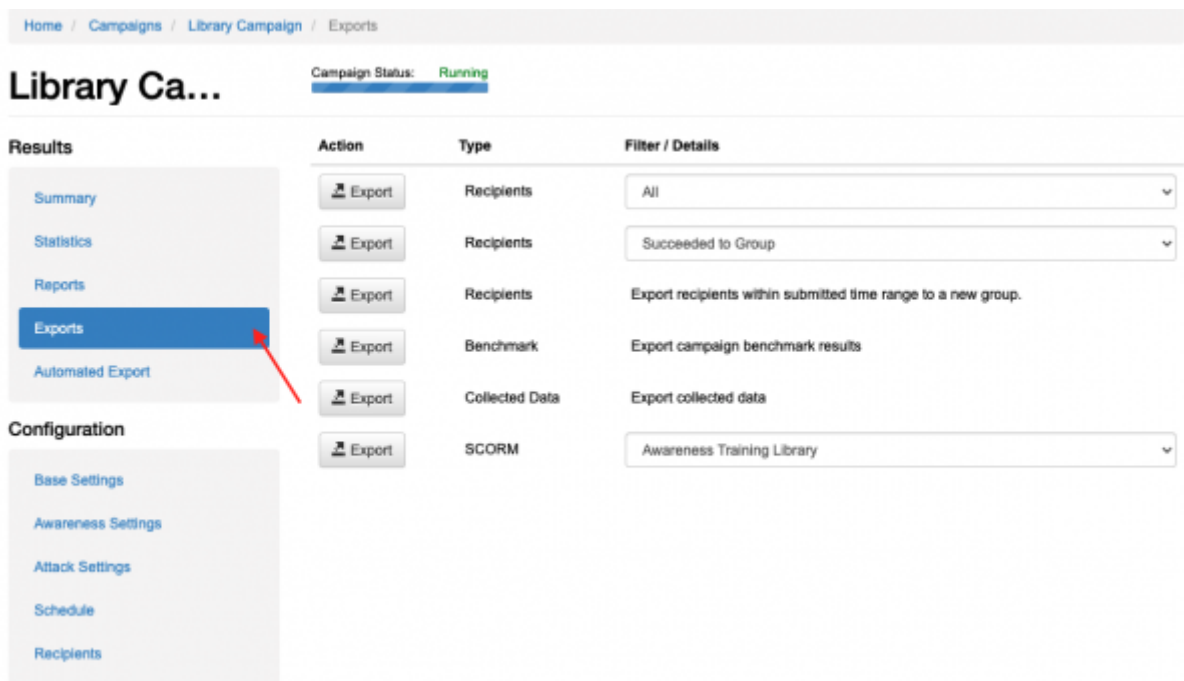 Home / Campaigns / Library Campaign / Exports
Library Ca...
Campaign Status: Running
Results
Summary
Statistics
Reports
Exports
Automated Export
Configuration
Base Settings
Awareness Settings
Attack Settings
Schedule
Recipients
Action Type Filter / Details
Export Recipients All
Export Recipients Succeeded to Group
Export Recipients Export recipients within submitted time range to a new group.
Export Benchmark Export campaign benchmark results
Export Collected Data Export collected data
Export SCORM Awareness Training Library